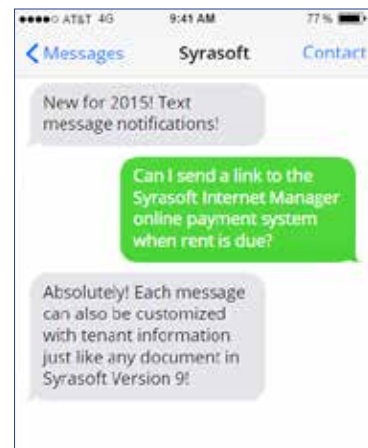 AT&T 4G 9:41 AM 77%
Messages Syrasoft Contact
New for 2015! Text
message notifications!
Can I send a link to the
Syrasoft Internet Manager
online payment system
when rent is due?
Absolutely! Each message
can also be customized
with tenant information
just like any document in
Syrasoft Version 9!